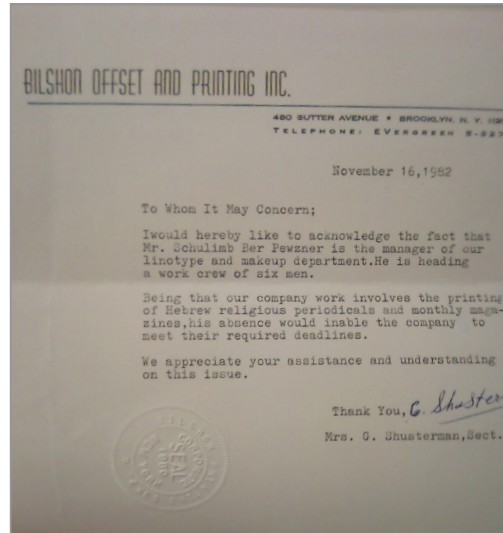 BILSHON OFFSET AND PRINTING INC.
480 SUTTER AVENUE • BROOKLYN, N. Y.
TELEPHONE: EVERGREEN
November 16,1982
To Whom It May Concern;
Iwould hereby like to acknowledge the fact that
Mr. Schulimb Ber Pewzner is the manager of our
linotype and makeup department.He is heading
a work crew of six men.
Being that our company work involves the printing
of Hebrew religious periodicals and monthly maga-
zines,his absence would inable the company to
meet their required deadlines.
We appreciate your assistance and understanding
on this issue.
Thank You, G. Shuster
Mrs. G. Shusterman,Sect.
SEAL